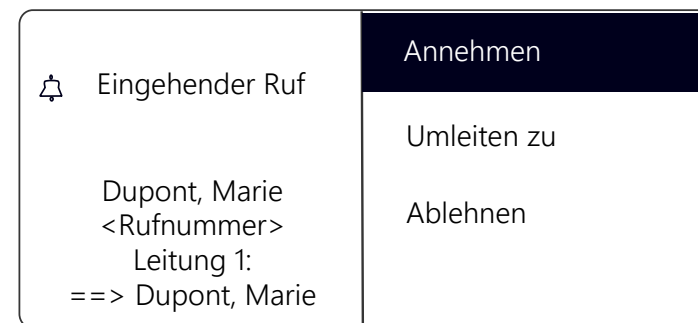 Eingehender Ruf
Dupont, Marie
<Rufnummer>
Leitung 1:
==> Dupont, Marie
Annehmen
Umleiten zu
Ablehnen